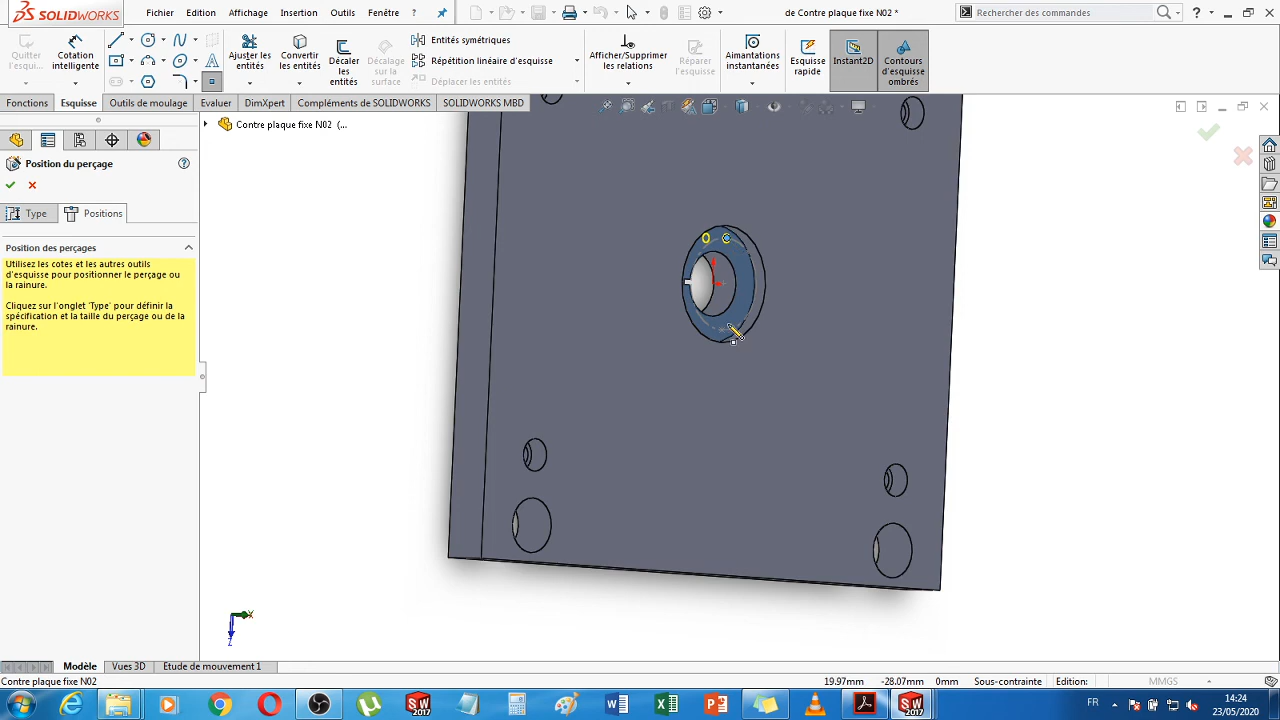 SOLIDWORKS
Fichier Edition Affichage Insertion Outils Fenêtre
de Contre plaque fixe N02 *
Rechercher des commandes
Quitter l'esqui...
Cotation intelligente
Ajuster les entités
Convertir les entités
Décaler les entités
Décalage sur la surface
Entités symétriques
Répétition linéaire d'esquisse
Déplacer les entités
Afficher/Supprimer les relations
Réparer l'esquisse
Aimantations instantanées
Esquisse rapide
Instant2D
Contours d'esquisse ombrés
Fonctions Esquisse Outils de moulage Evaluer DimXpert Compléments de SOLIDWORKS SOLIDWORKS MBD
Contre plaque fixe N02 (...
Position du perçage
Type Positions
Position des perçages
Utilisez les cotes et les autres outils
d'esquisse pour positionner le perçage ou
la rainure.
Cliquez sur l'onglet 'Type' pour définir la
spécification et la taille du perçage ou de la
rainure.
Modèle Vues 3D Etude de mouvement 1
Contre plaque fixe N02
19.97mm -28.07mm 0mm Sous-contrainte Edition: MMGS
FR
14:24
23/05/2020